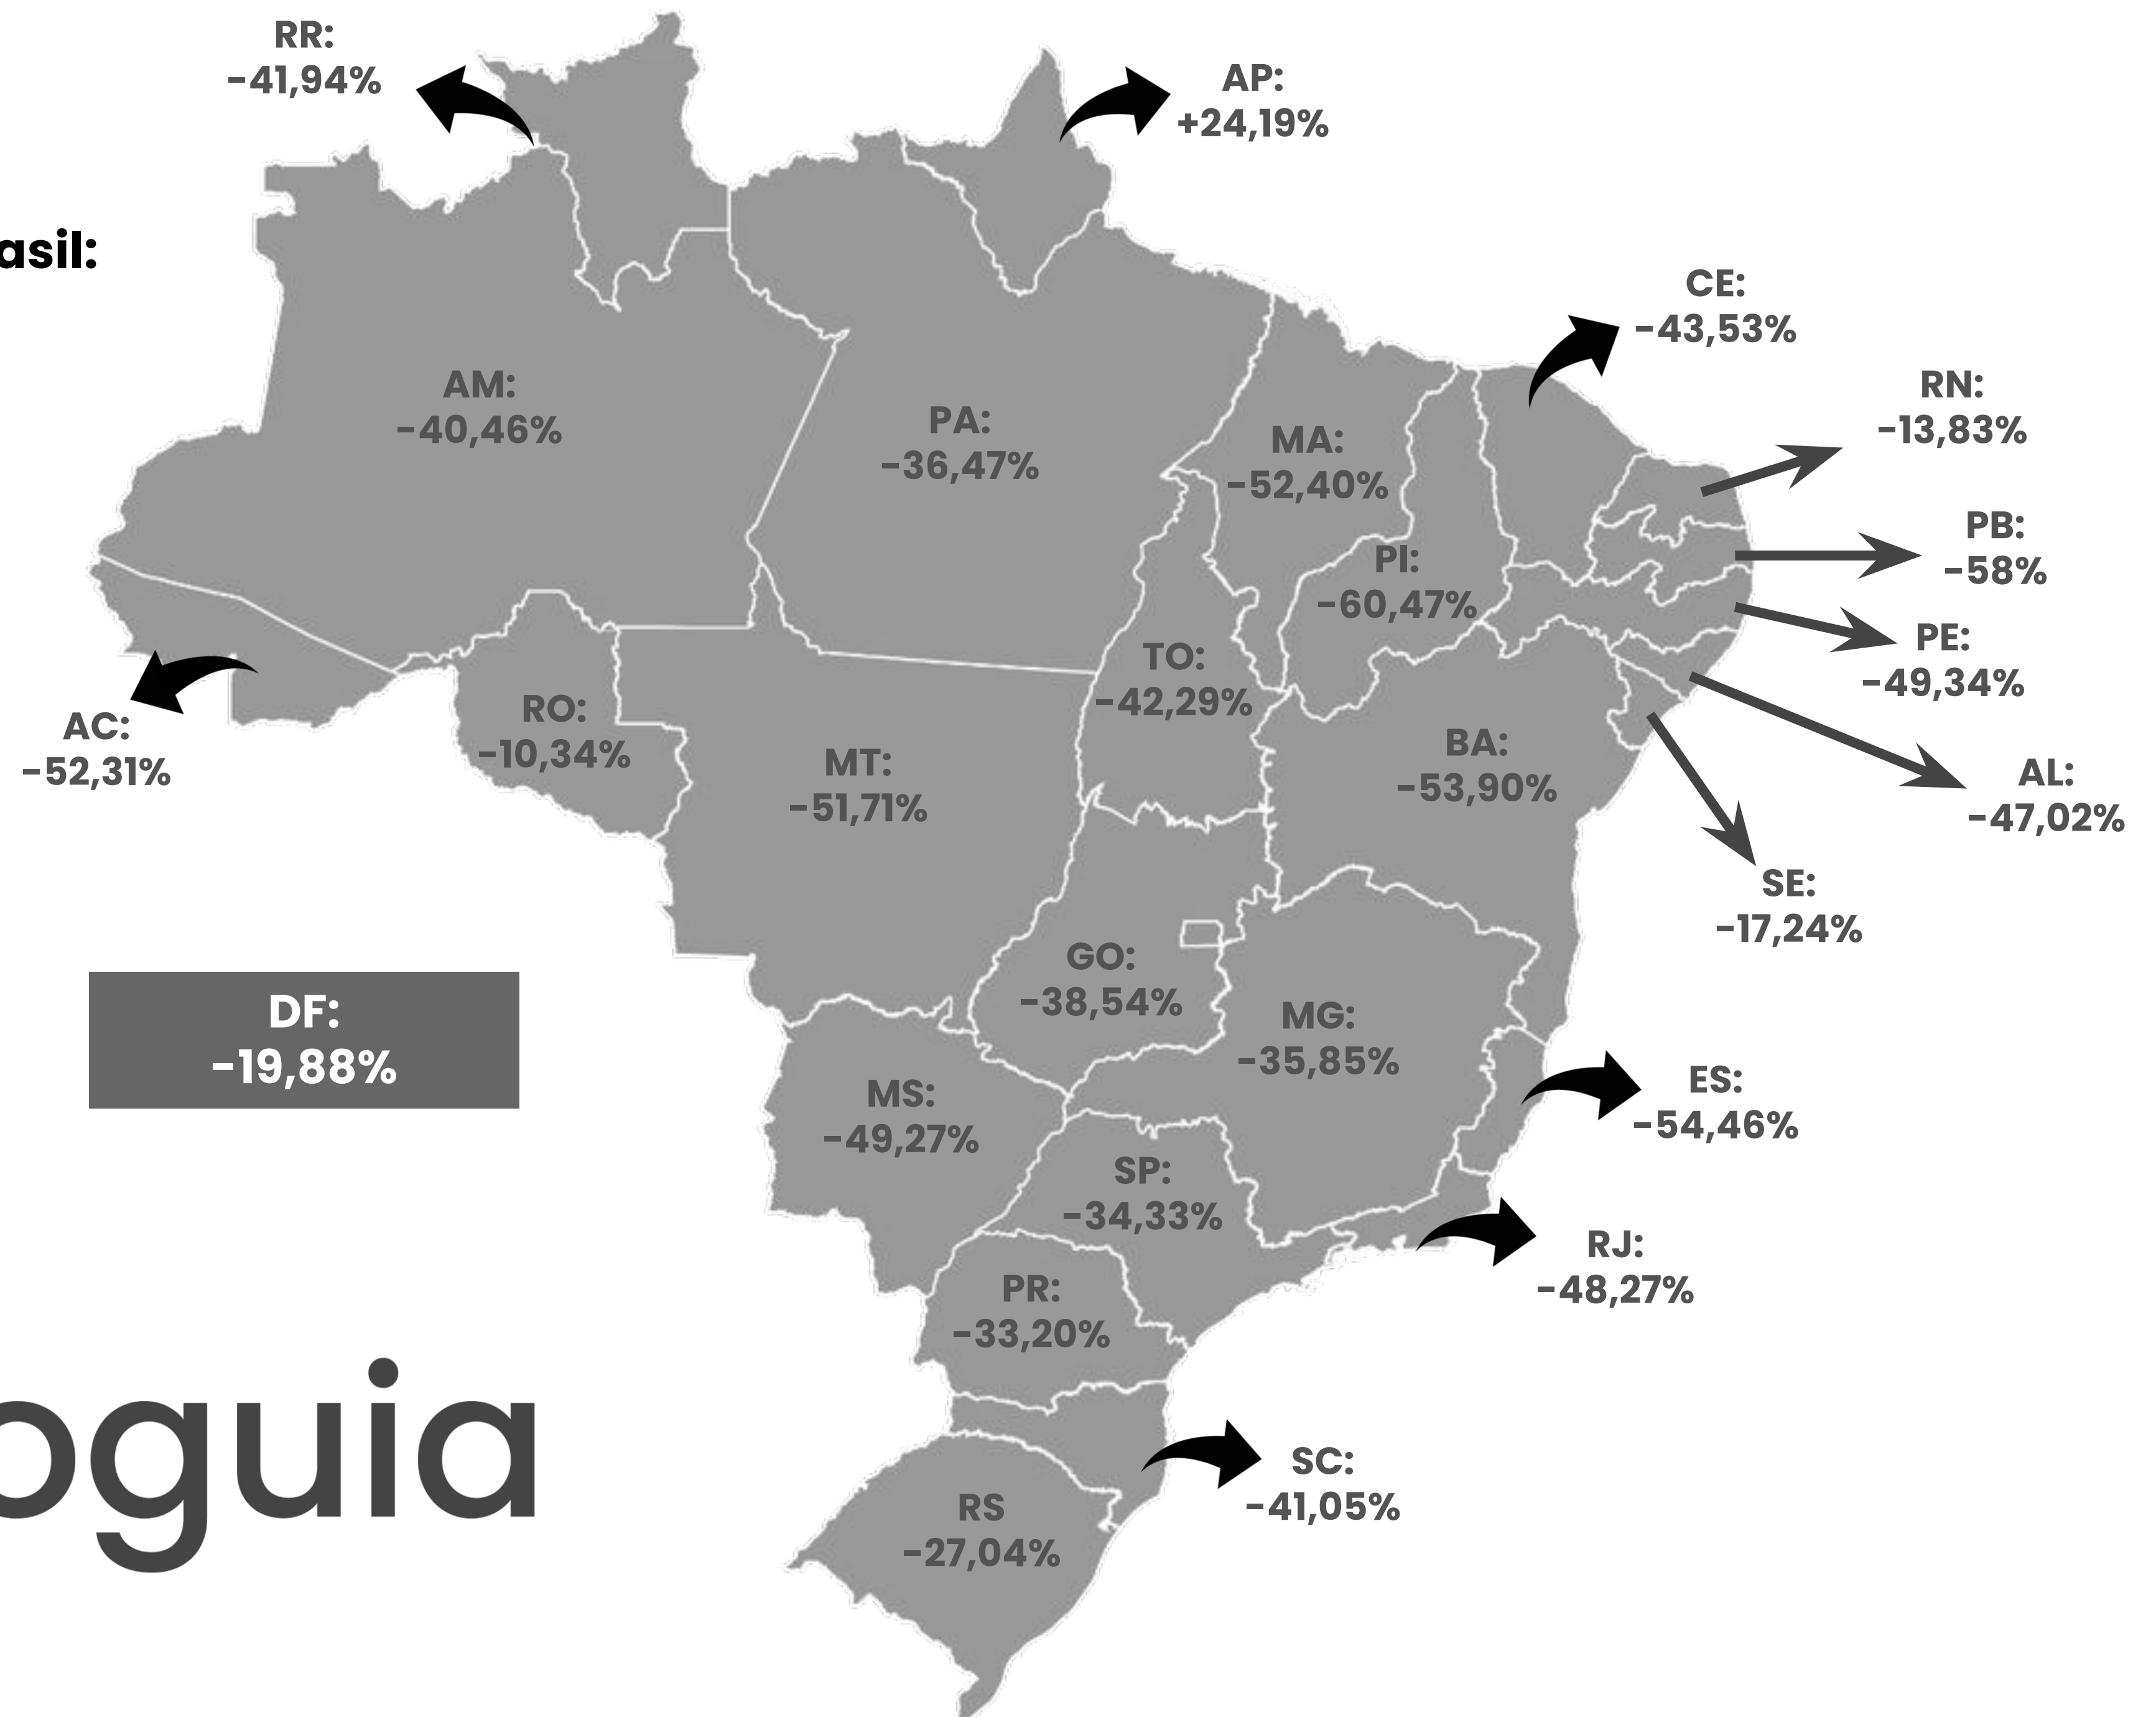 RR:
-41,94%
AP:
+24,19%
asil:
CE:
-43,53%
RN:
-13,83%
AM:
-40,46%
PA:
-36,47%
MA:
-52,40%
PB:
-58%
PI:
-60,47%
PE:
-49,34%
TO:
-42,29%
AC:
-52,31%
RO:
-10,34%
MT:
-51,71%
BA:
-53,90%
AL:
-47,02%
SE:
-17,24%
DF:
-19,88%
GO:
-38,54%
MG:
-35,85%
MS:
-49,27%
ES:
-54,46%
SP:
-34,33%
RJ:
-48,27%
PR:
-33,20%
oguia
SC:
-41,05%
RS
-27,04%